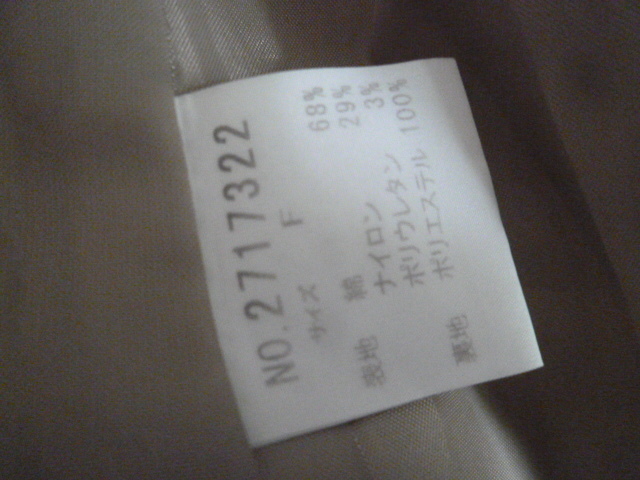 NO.2717322
サイズ F
表地 綿 68%
ナイロン 29%
ポリウレタン 3%
裏地 ポリエステル 100%